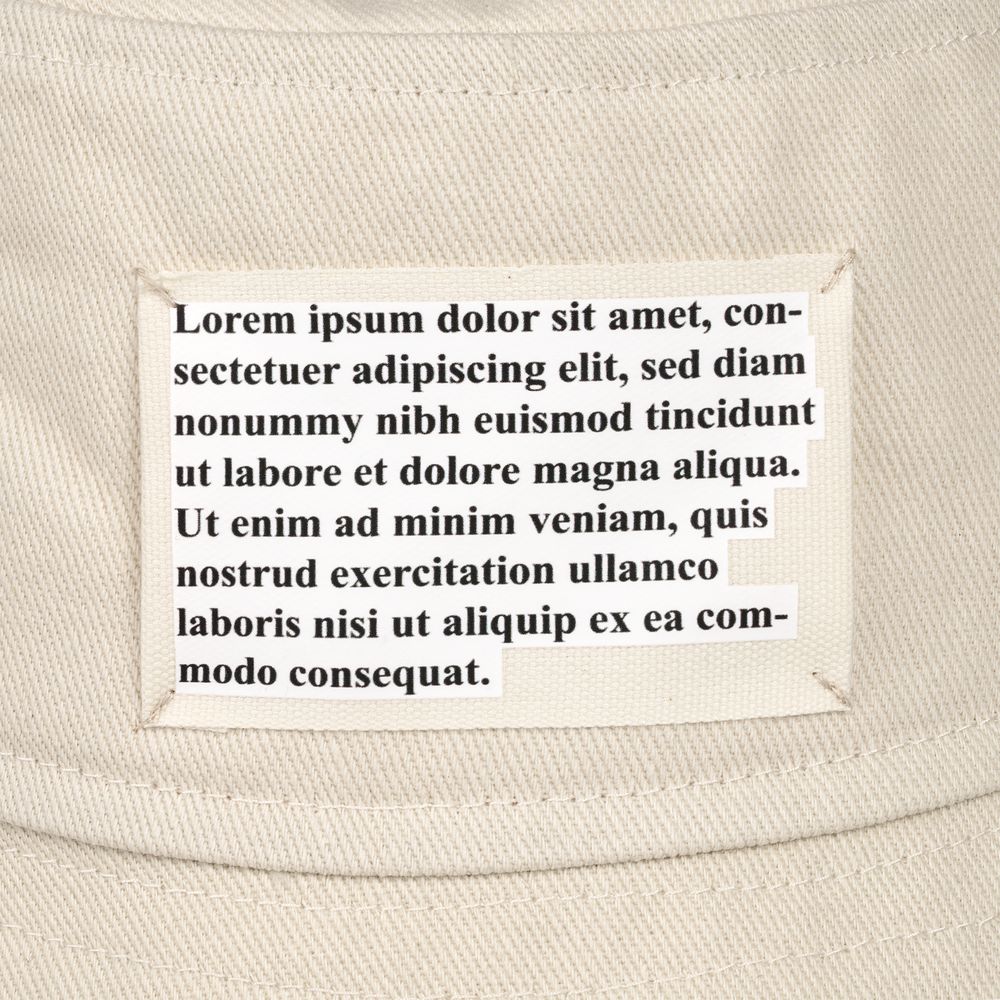 Lorem ipsum dolor sit amet, con-
sectetuer adipiscing elit, sed diam
nonummy nibh euismod tincidunt
ut labore et dolore magna aliqua.
Ut enim ad minim veniam, quis
nostrud exercitation ullamco
laboris nisi ut aliquip ex ea com-
modo consequat.